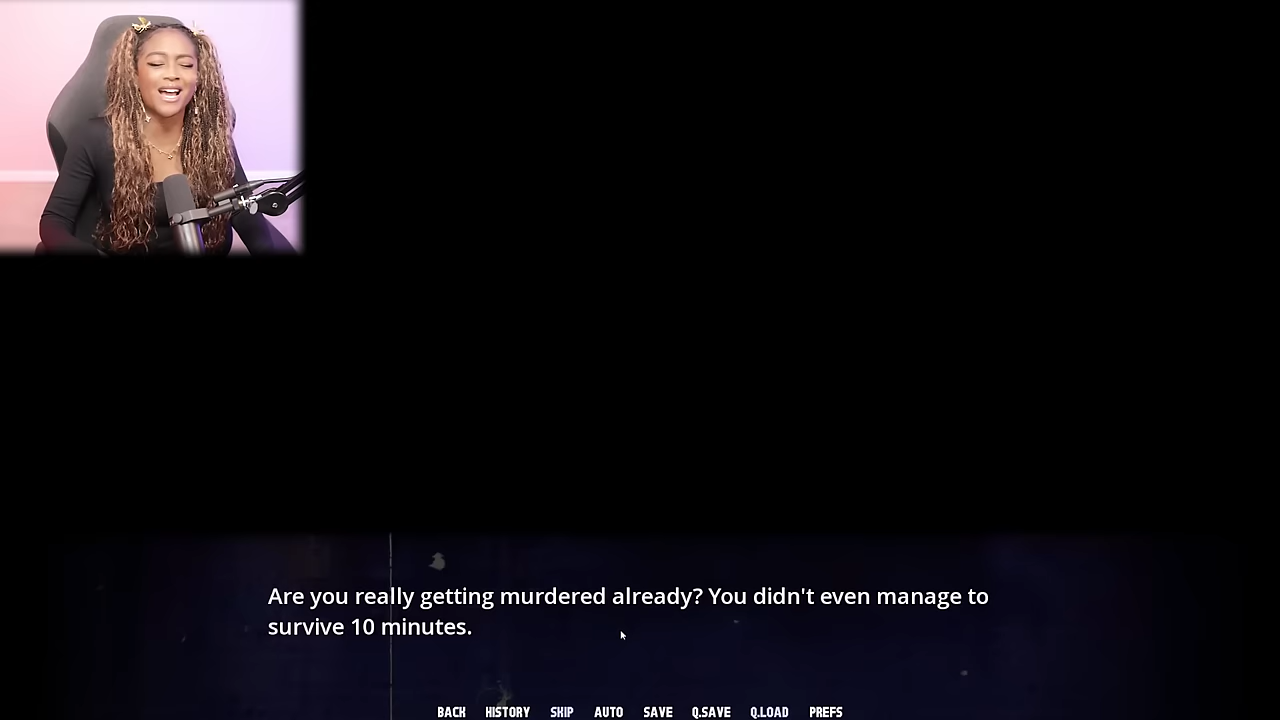 Are you really getting murdered already? You didn't even manage to
survive 10 minutes.
BACK HISTORY SKIP AUTO SAVE Q.SAVE Q.LOAD PREFS